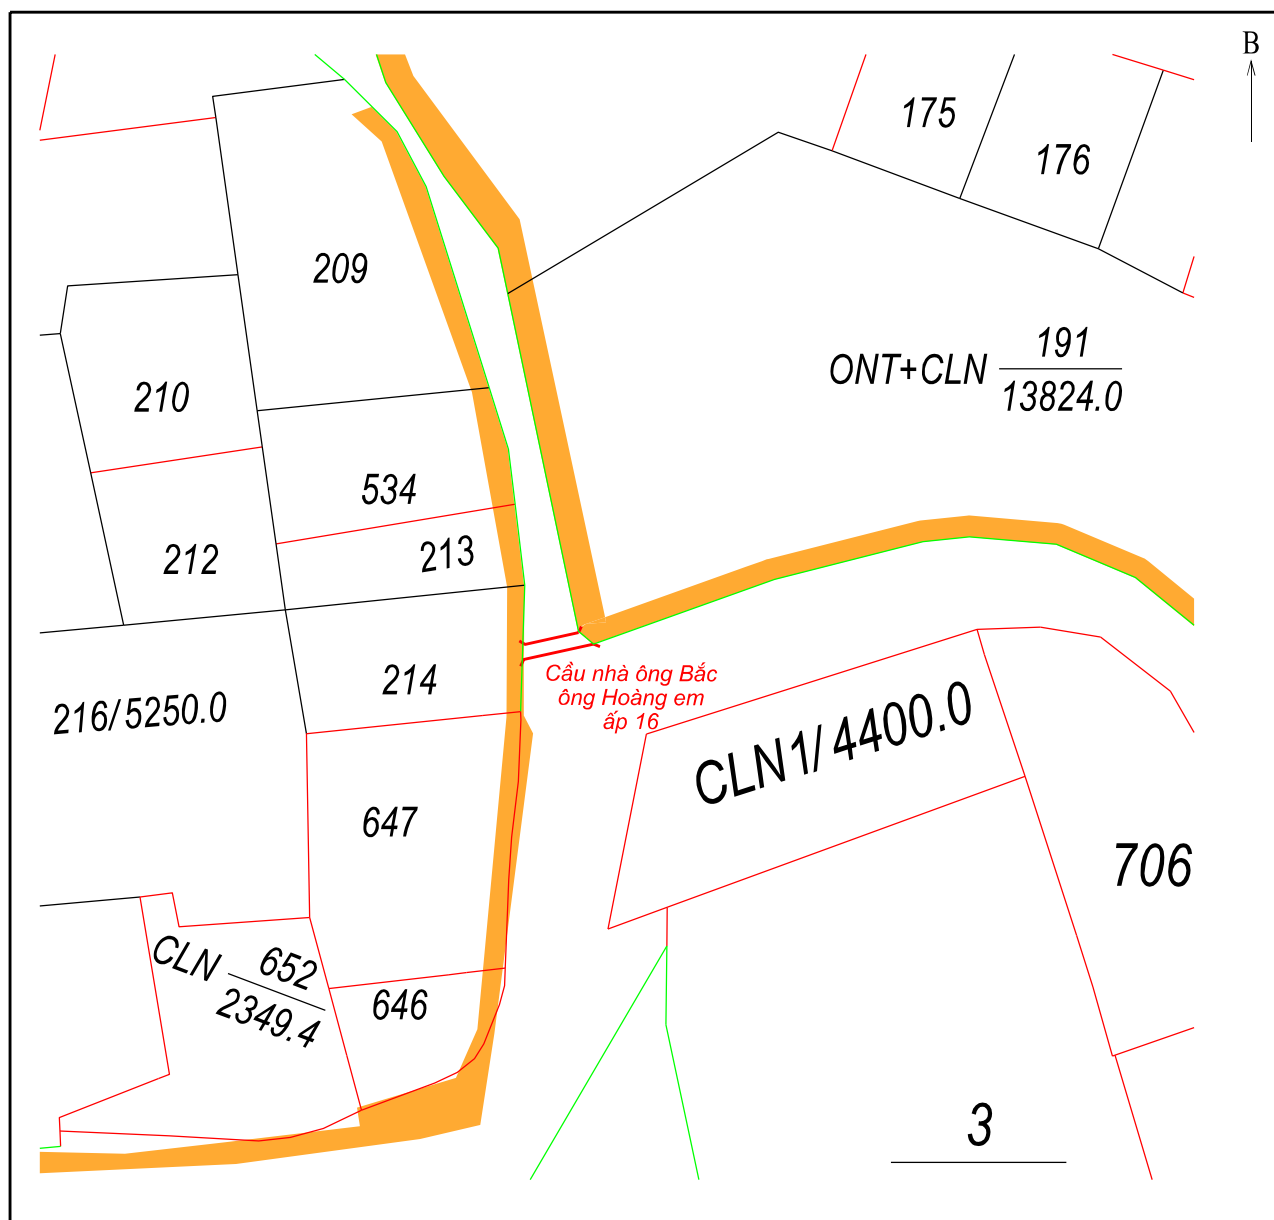 B
175
176
209
191
ONT+CLN
13824.0
210
534
213
212
Cầu nhà ông Bắc
ông Hoàng em
ấp 16
214
216/5250.0
CLN1/4400.0
647
706
652
CLN
2349.4
646
3